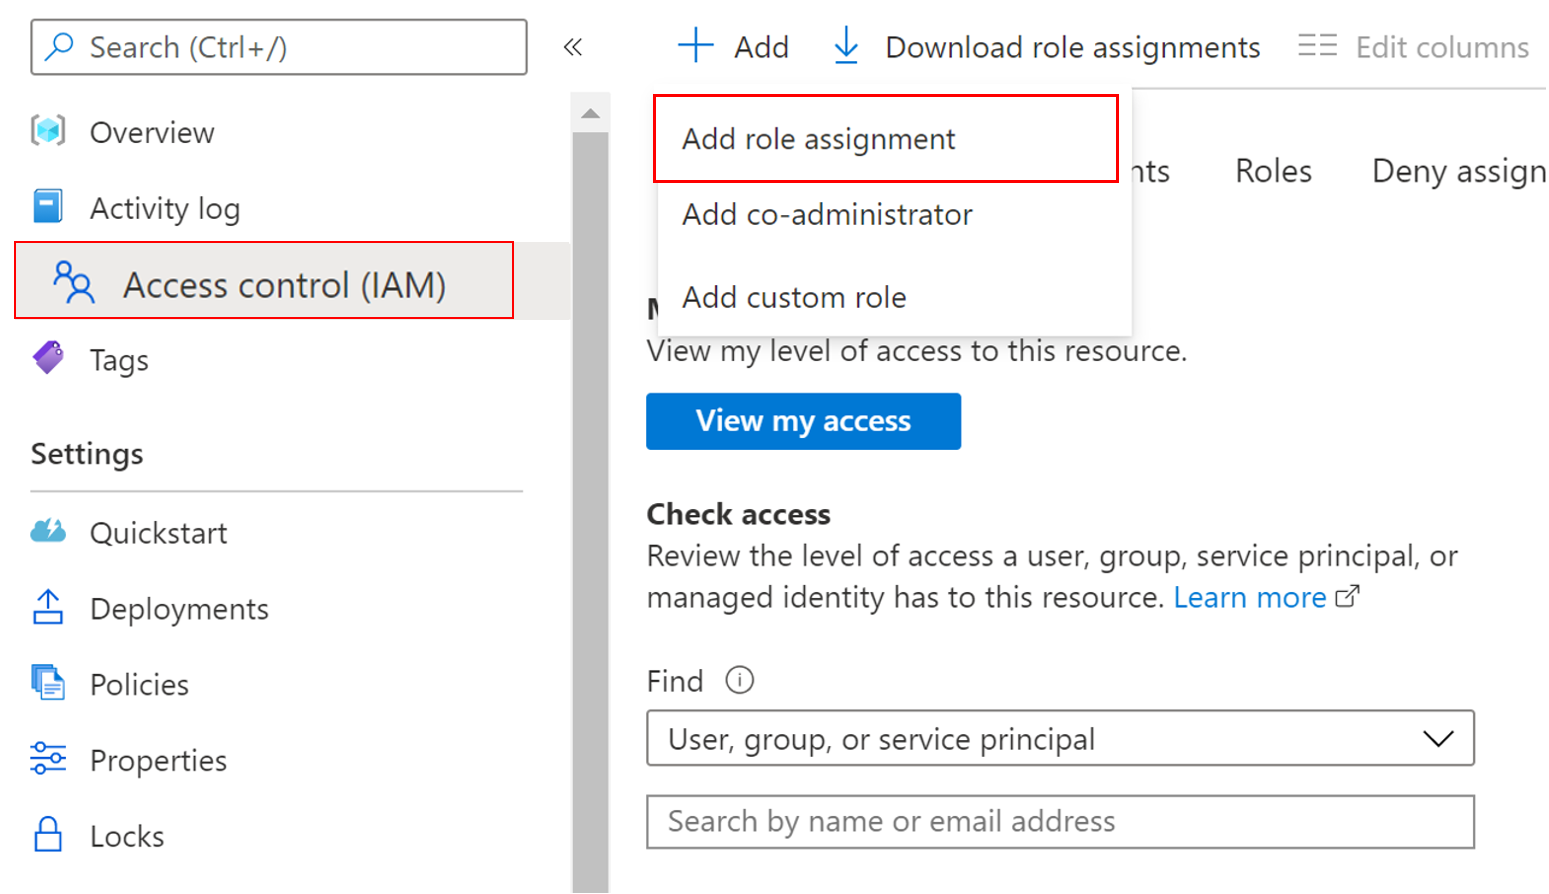 Search (Ctrl+/)
Overview
Activity log
Access control (IAM)
Tags
Settings
Quickstart
Deployments
Policies
Properties
Locks
Add
Download role assignments
Edit columns
Add role assignment
Add co-administrator
Add custom role
Roles
Deny assign
View my level of access to this resource.
View my access
Check access
Review the level of access a user, group, service principal, or
managed identity has to this resource. Learn more
Find
User, group, or service principal
Search by name or email address